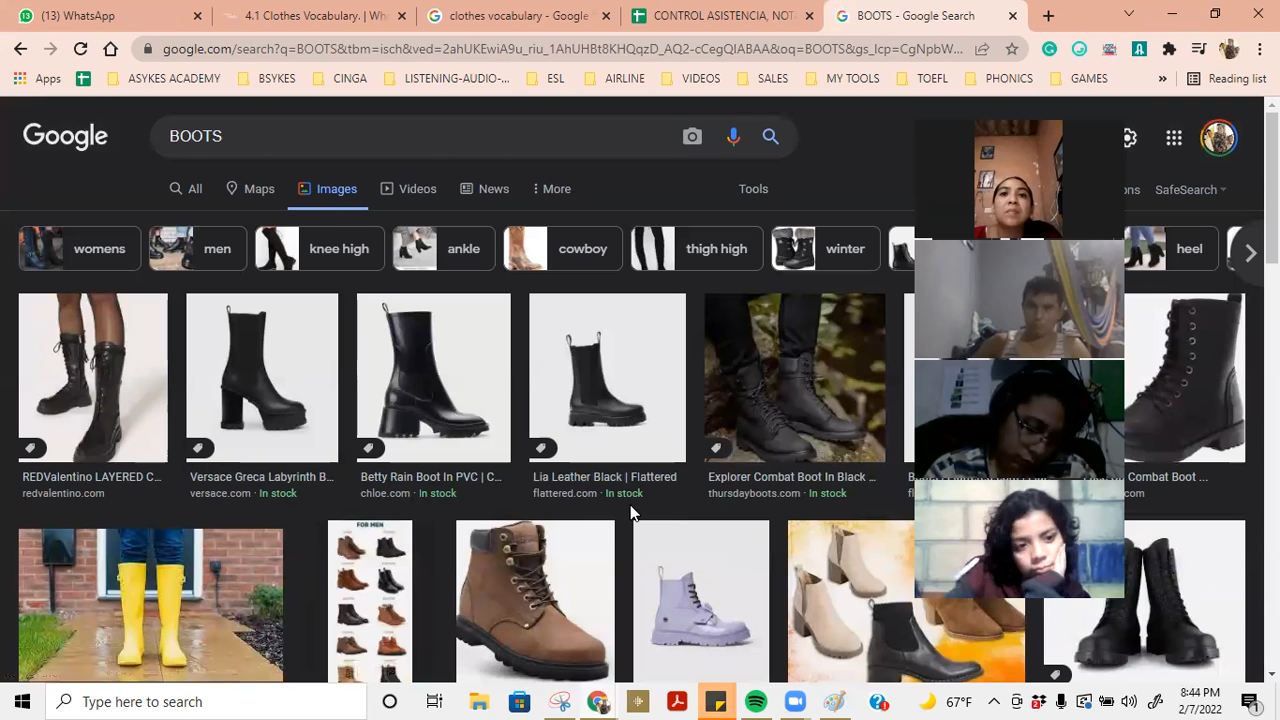 (13) WhatsApp
4.1 Clothes Vocabulary. | Wha
clothes vocabulary - Google
CONTROL ASISTENCIA, NOTA
BOOTS - Google Search
google.com/search?q=BOOTS&tbm=isch&ved=2ahUKEwiA9u_riu_1AhUHBt8KHQqzD_AQ2-cCegQIABAA&oq=BOOTS&gs_lcp=CgNpbW...
Apps
ASYKES ACADEMY
BSYKES
CINGA
LISTENING-AUDIO-...
ESL
AIRLINE
VIDEOS
SALES
MY TOOLS
TOEFL
PHONICS
GAMES
Reading list
Google
BOOTS
All
Maps
Images
Videos
News
More
Tools
ons
SafeSearch
womens
men
knee high
ankle
cowboy
thigh high
winter
heel
REDValentino LAYERED C...
redvalentino.com
Versace Greca Labyrinth B...
versace.com · In stock
Betty Rain Boot In PVC | C...
chloe.com · In stock
Lia Leather Black | Flattered
flattered.com · In stock
Explorer Combat Boot In Black ...
thursdayboots.com · In stock
Combat Boot ...
.com
FOR MEN
Type here to search
67°F
8:44 PM
2/7/2022